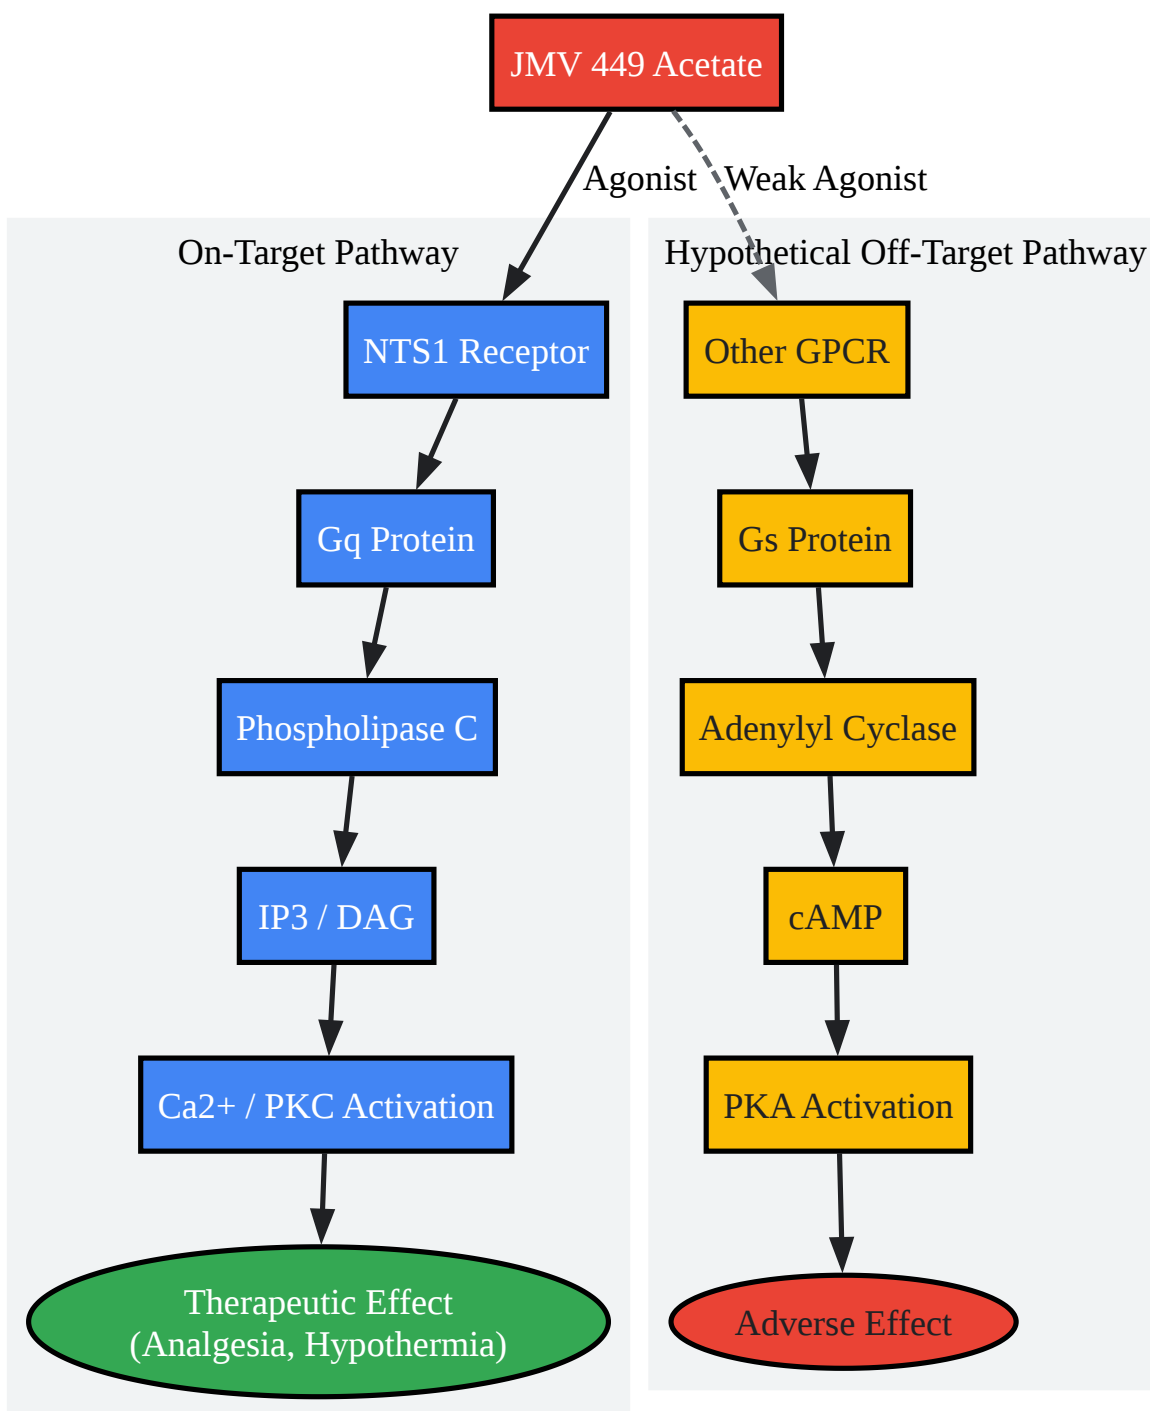 JMV 449 Acetate
Agonist
Weak Agonist
On-Target Pathway
Hypothetical Off-Target Pathway
NTS1 Receptor
Other GPCR
Gq Protein
Gs Protein
Phospholipase C
Adenylyl Cyclase
IP3 / DAG
cAMP
Ca2+ / PKC Activation
PKA Activation
Therapeutic Effect
(Analgesia, Hypothermia)
Adverse Effect